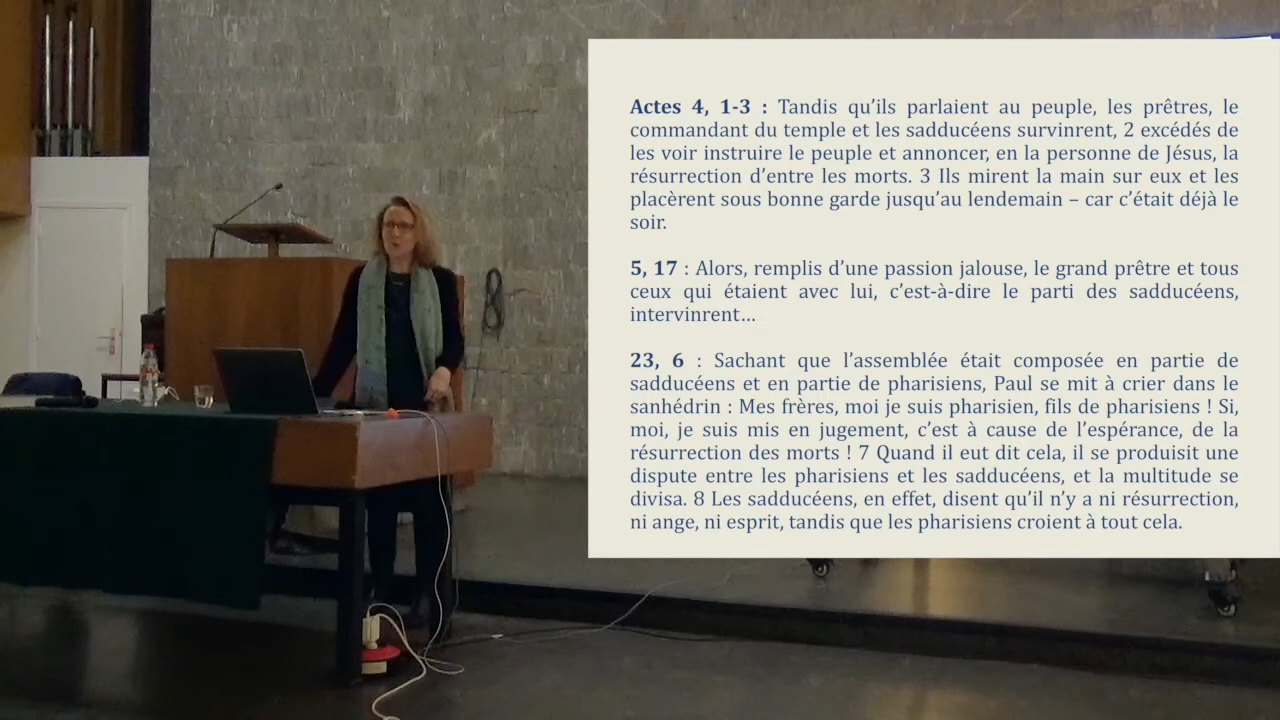 Actes 4, 1-3 : Tandis qu’ils parlaient au peuple, les prêtres, le
commandant du temple et les sadducéens survinrent, 2 excédés de
les voir instruire le peuple et annoncer, en la personne de Jésus, la
résurrection d’entre les morts. 3 Ils mirent la main sur eux et les
placèrent sous bonne garde jusqu’au lendemain – car c’était déjà le
soir.
5, 17 : Alors, remplis d’une passion jalouse, le grand prêtre et tous
ceux qui étaient avec lui, c’est-à-dire le parti des sadducéens,
intervinrent…
23, 6 : Sachant que l’assemblée était composée en partie de
sadducéens et en partie de pharisiens, Paul se mit à crier dans le
sanhédrin : Mes frères, moi je suis pharisien, fils de pharisiens ! Si,
moi, je suis mis en jugement, c’est à cause de l’espérance, de la
résurrection des morts ! 7 Quand il eut dit cela, il se produisit une
dispute entre les pharisiens et les sadducéens, et la multitude se
divisa. 8 Les sadducéens, en effet, disent qu’il n’y a ni résurrection,
ni ange, ni esprit, tandis que les pharisiens croient à tout cela.